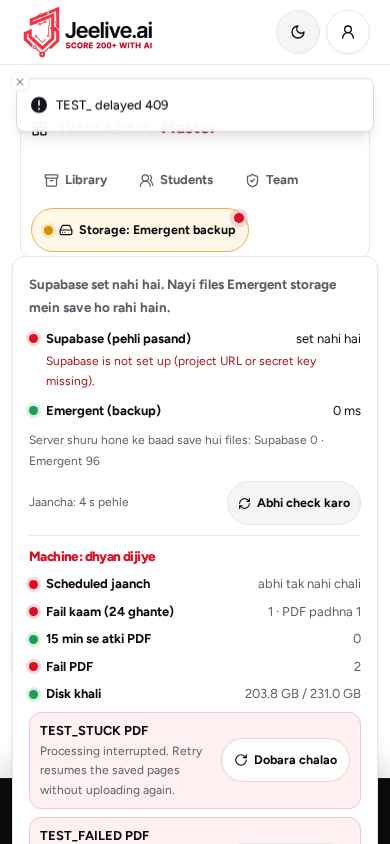 Jeelive.ai
SCORE 200+ WITH AI
TEST_ delayed 409
Master
Library
Students
Team
Storage: Emergent backup
Supabase set nahi hai. Nayi files Emergent storage
mein save ho rahi hain.
Supabase (pehli pasand)
set nahi hai
Supabase is not set up (project URL or secret key
missing).
Emergent (backup)
0 ms
Server shuru hone ke baad save hui files: Supabase 0 ·
Emergent 96
Jaancha: 4 s pehle
Abhi check karo
Machine: dhyan dijiye
Scheduled jaanch
abhi tak nahi chali
Fail kaam (24 ghante)
1 · PDF padhna 1
15 min se atki PDF
0
Fail PDF
2
Disk khali
203.8 GB / 231.0 GB
TEST_STUCK PDF
Processing interrupted. Retry
resumes the saved pages
without uploading again.
Dobara chalao
TEST_FAILED PDF